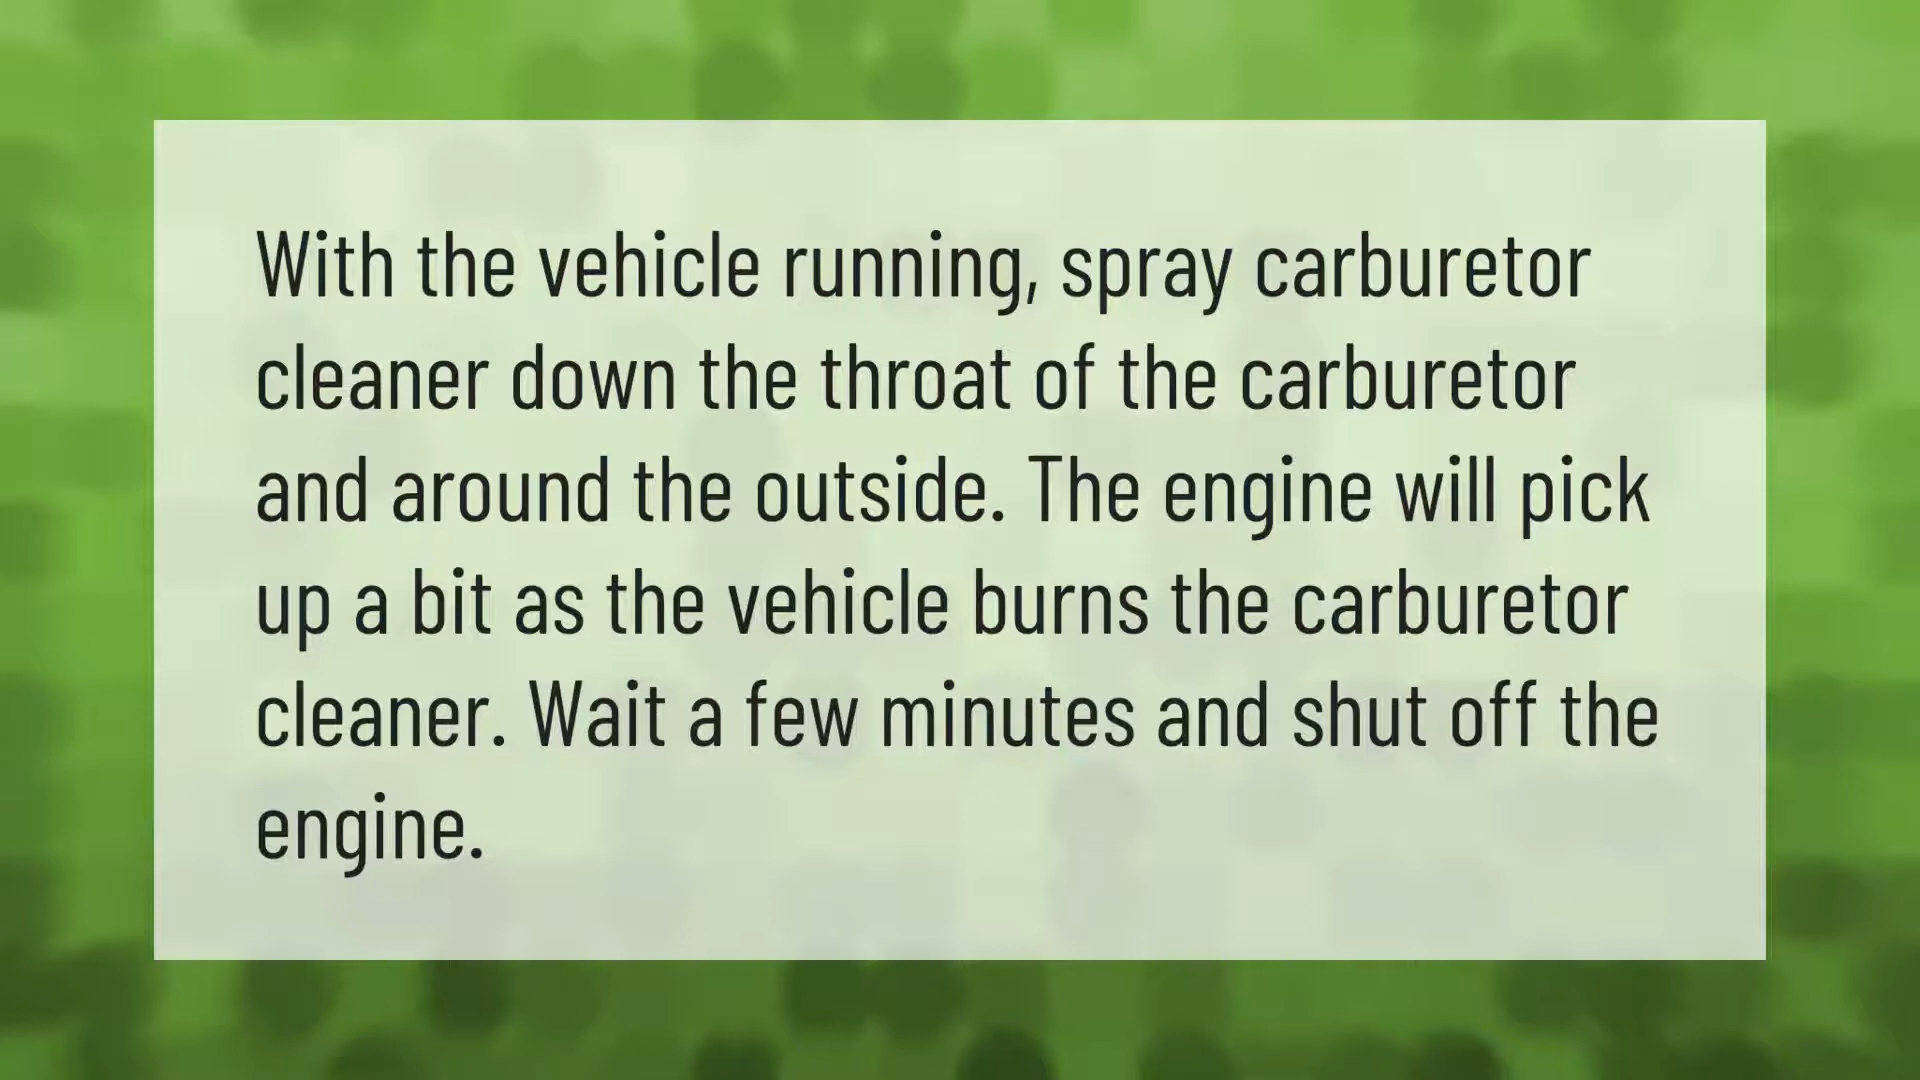 With the vehicle running, spray carburetor
cleaner down the throat of the carburetor
and around the outside. The engine will pick
up a bit as the vehicle burns the carburetor
cleaner. Wait a few minutes and shut off the
engine.